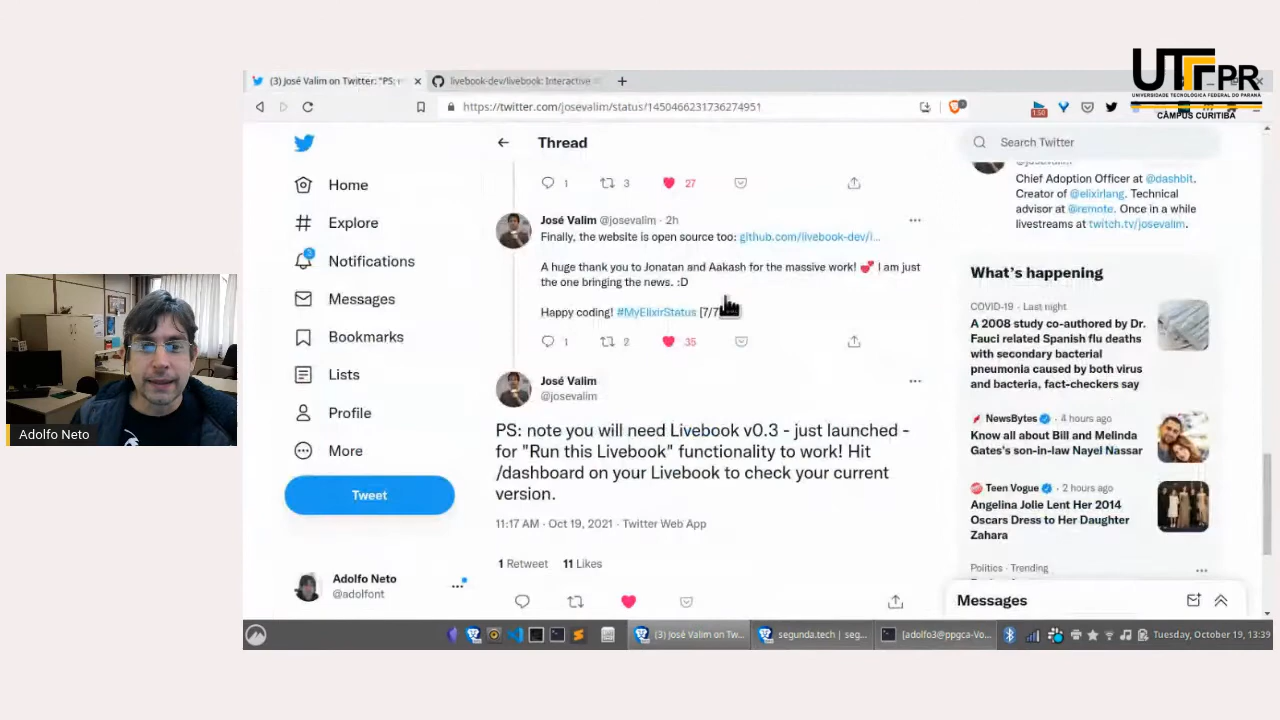 UTFPR
UNIVERSIDADE TECNOLÓGICA FEDERAL DO PARANÁ
CÂMPUS CURITIBA
(3) José Valim on Twitter: "PS:
livebook-dev/livebook: Interactive
https://twitter.com/josevalim/status/1450466231736274951
1.50
Thread
Search Twitter
Home
Explore
Notifications
Messages
Bookmarks
Lists
Profile
More
Tweet
Adolfo Neto
@adolfont
1 3 27
José Valim @josevalim · 2h
Finally, the website is open source too: github.com/livebook-dev/l...
A huge thank you to Jonatan and Aakash for the massive work! 💕 I am just
the one bringing the news. :D
Happy coding! #MyElixirStatus [7/7
1 2 35
José Valim
@josevalim
PS: note you will need Livebook v0.3 - just launched -
for "Run this Livebook" functionality to work! Hit
/dashboard on your Livebook to check your current
version.
11:17 AM · Oct 19, 2021 · Twitter Web App
1 Retweet 11 Likes
Chief Adoption Officer at @dashbit.
Creator of @elixirlang. Technical
advisor at @remote. Once in a while
livestreams at twitch.tv/josevalim.
What's happening
COVID-19 · Last night
A 2008 study co-authored by Dr.
Fauci related Spanish flu deaths
with secondary bacterial
pneumonia caused by both virus
and bacteria, fact-checkers say
NewsBytes · 4 hours ago
Know all about Bill and Melinda
Gates's son-in-law Nayel Nassar
Teen Vogue · 2 hours ago
Angelina Jolie Lent Her 2014
Oscars Dress to Her Daughter
Zahara
Politics · Trending
Messages
Adolfo Neto
(3) José Valim on Tw...
segunda.tech | seg...
[adolfo3@ppgca-Vo...
Tuesday, October 19, 13:39